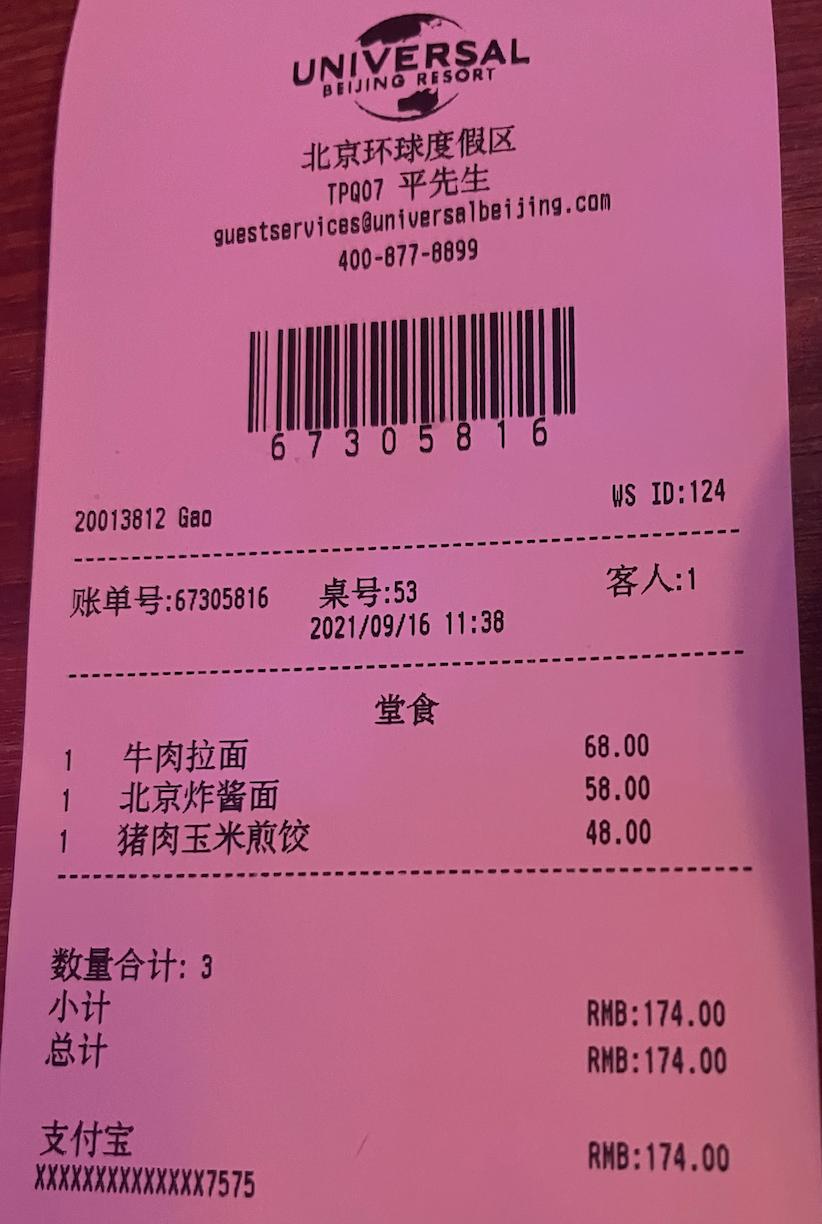 UNIVERSAL
BEIJING RESORT
北京环球度假区
TPQ07 平先生
guestservices@universalbeijing.com
400-877-8899
67305816
WS ID:124
20013812 Gao
账单号:67305816 桌号:53 客人:1
2021/09/16 11:38
堂食
1 牛肉拉面 68.00
1 北京炸酱面 58.00
1 猪肉玉米煎饺 48.00
数量合计: 3
小计 RMB:174.00
总计 RMB:174.00
支付宝 RMB:174.00
XXXXXXXXXXXXXX7575